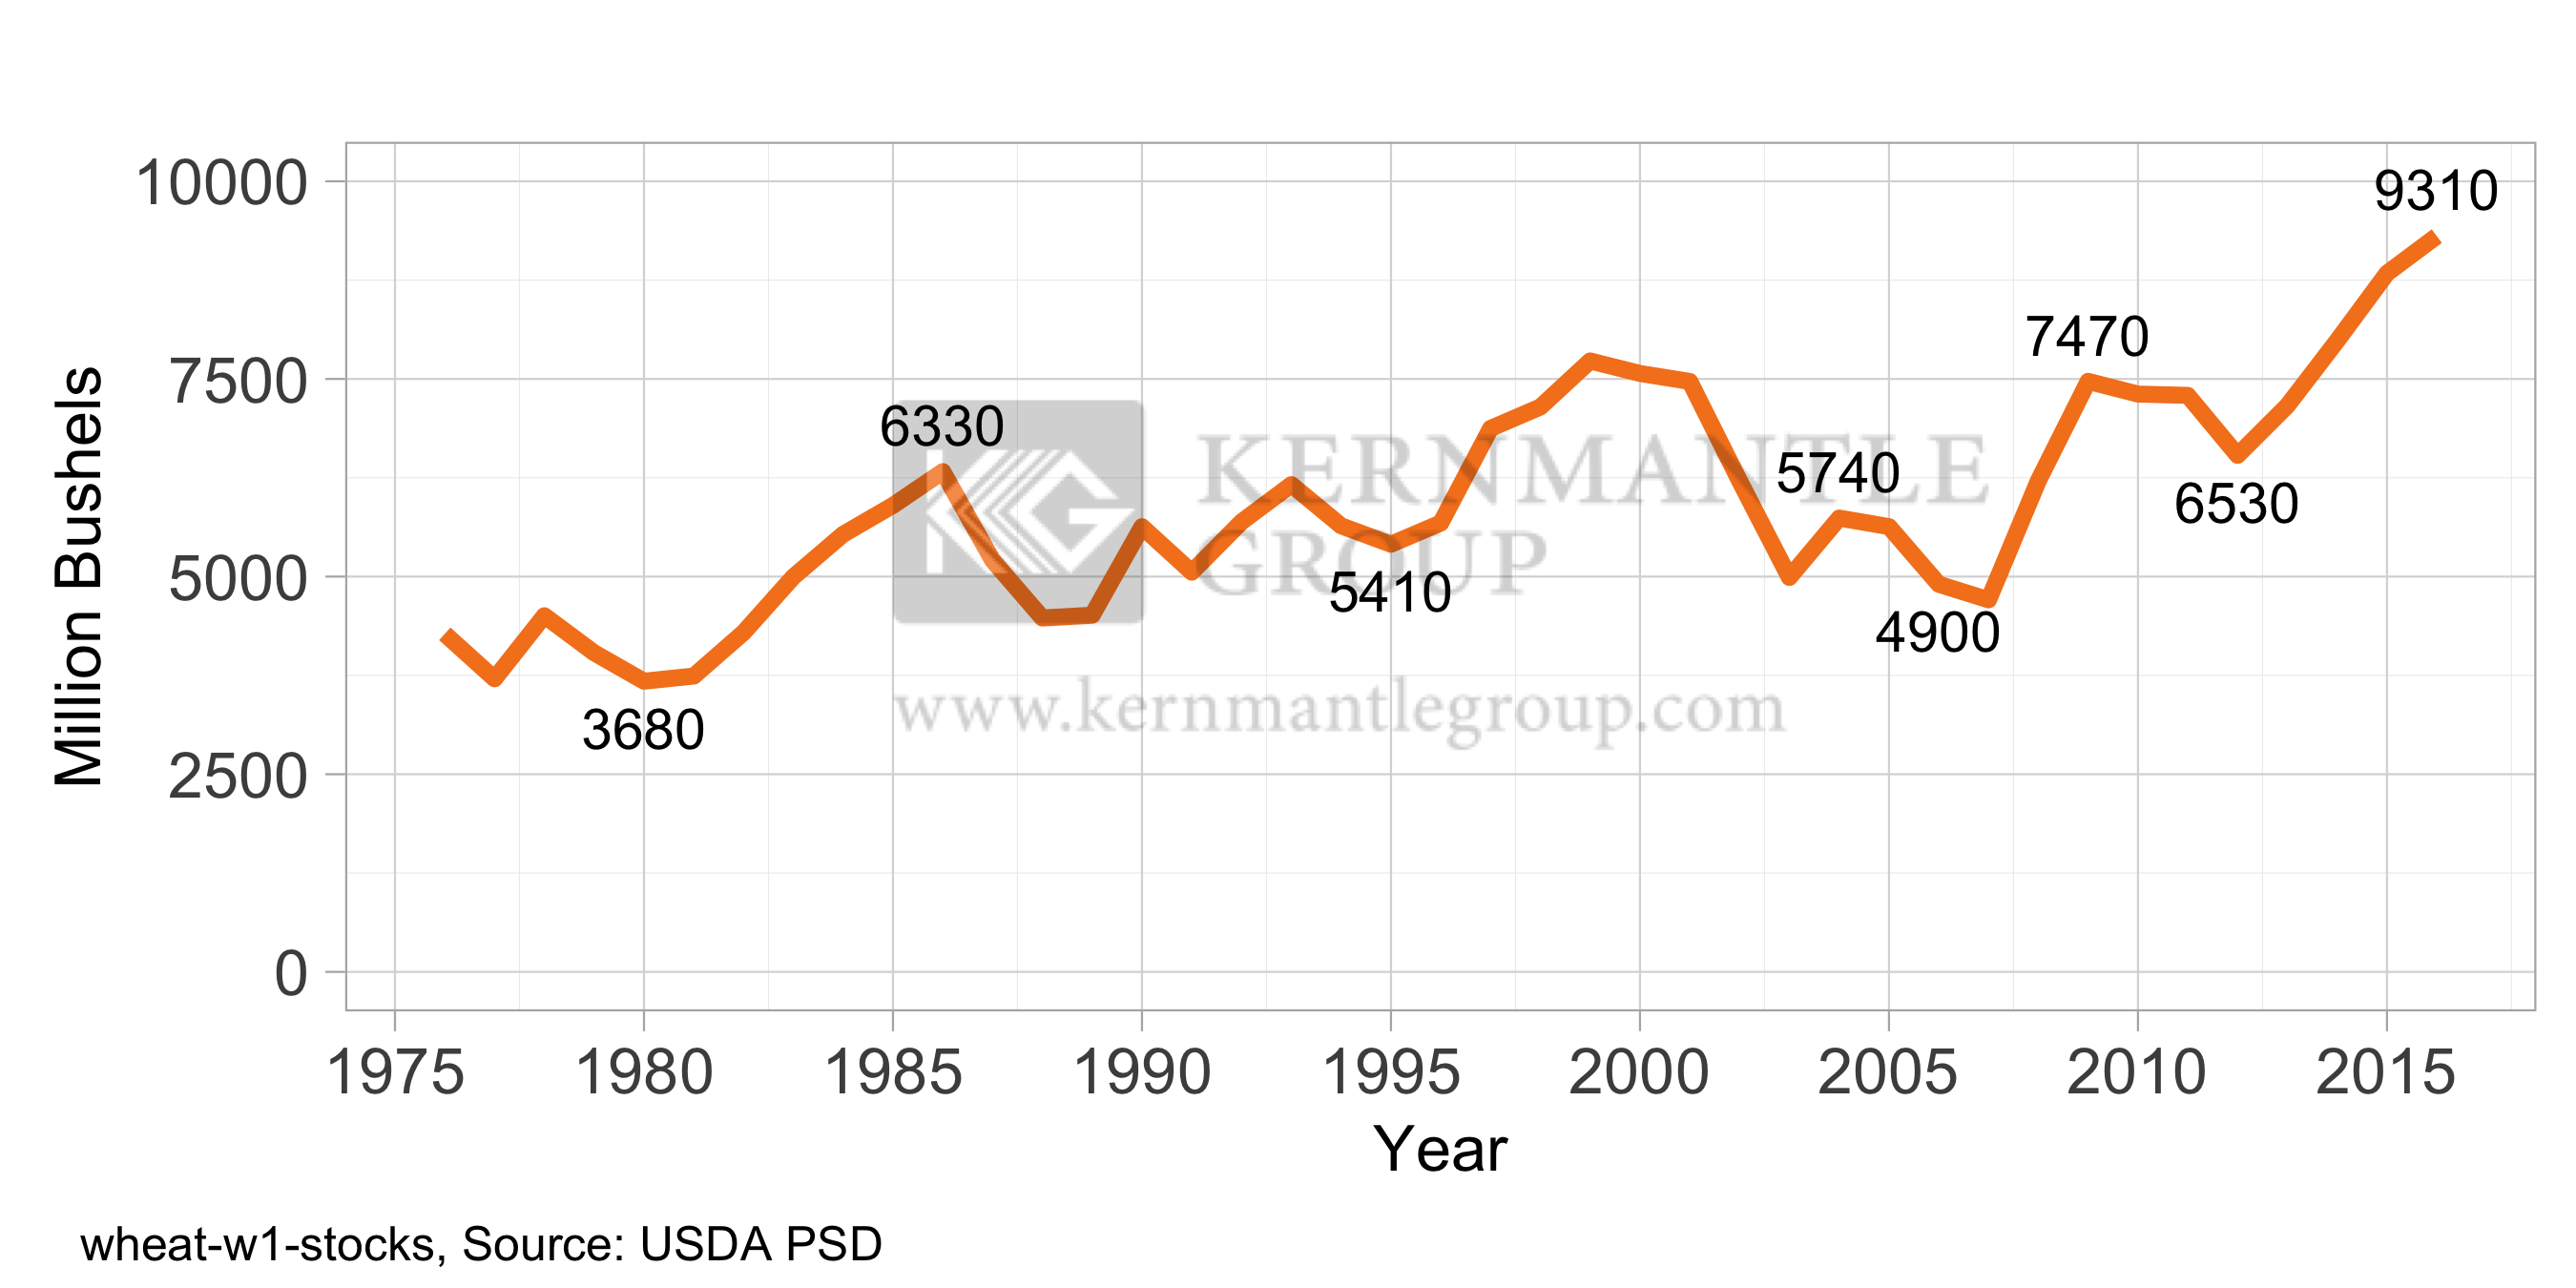 10000
7500
5000
2500
0
Million Bushels
9310
7470
6330
5740
6530
5410
4900
3680
KG
KERNMANTLE
GROUP
www.kernmantlegroup.com
1975 1980 1985 1990 1995 2000 2005 2010 2015
Year
wheat-w1-stocks, Source: USDA PSD